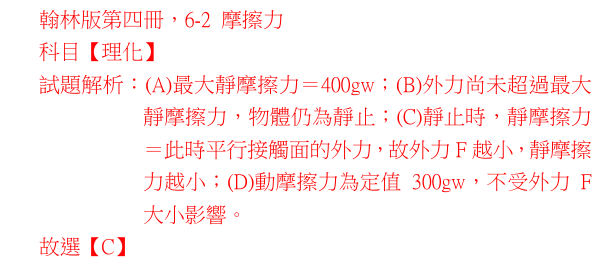 翰林版第四冊，6-2 摩擦力
科目【理化】
試題解析：(A)最大靜摩擦力＝400gw；(B)外力尚未超過最大
靜摩擦力，物體仍為靜止；(C)靜止時，靜摩擦力
＝此時平行接觸面的外力，故外力 F 越小，靜摩擦
力越小；(D)動摩擦力為定值 300gw，不受外力 F
大小影響。
故選【C】